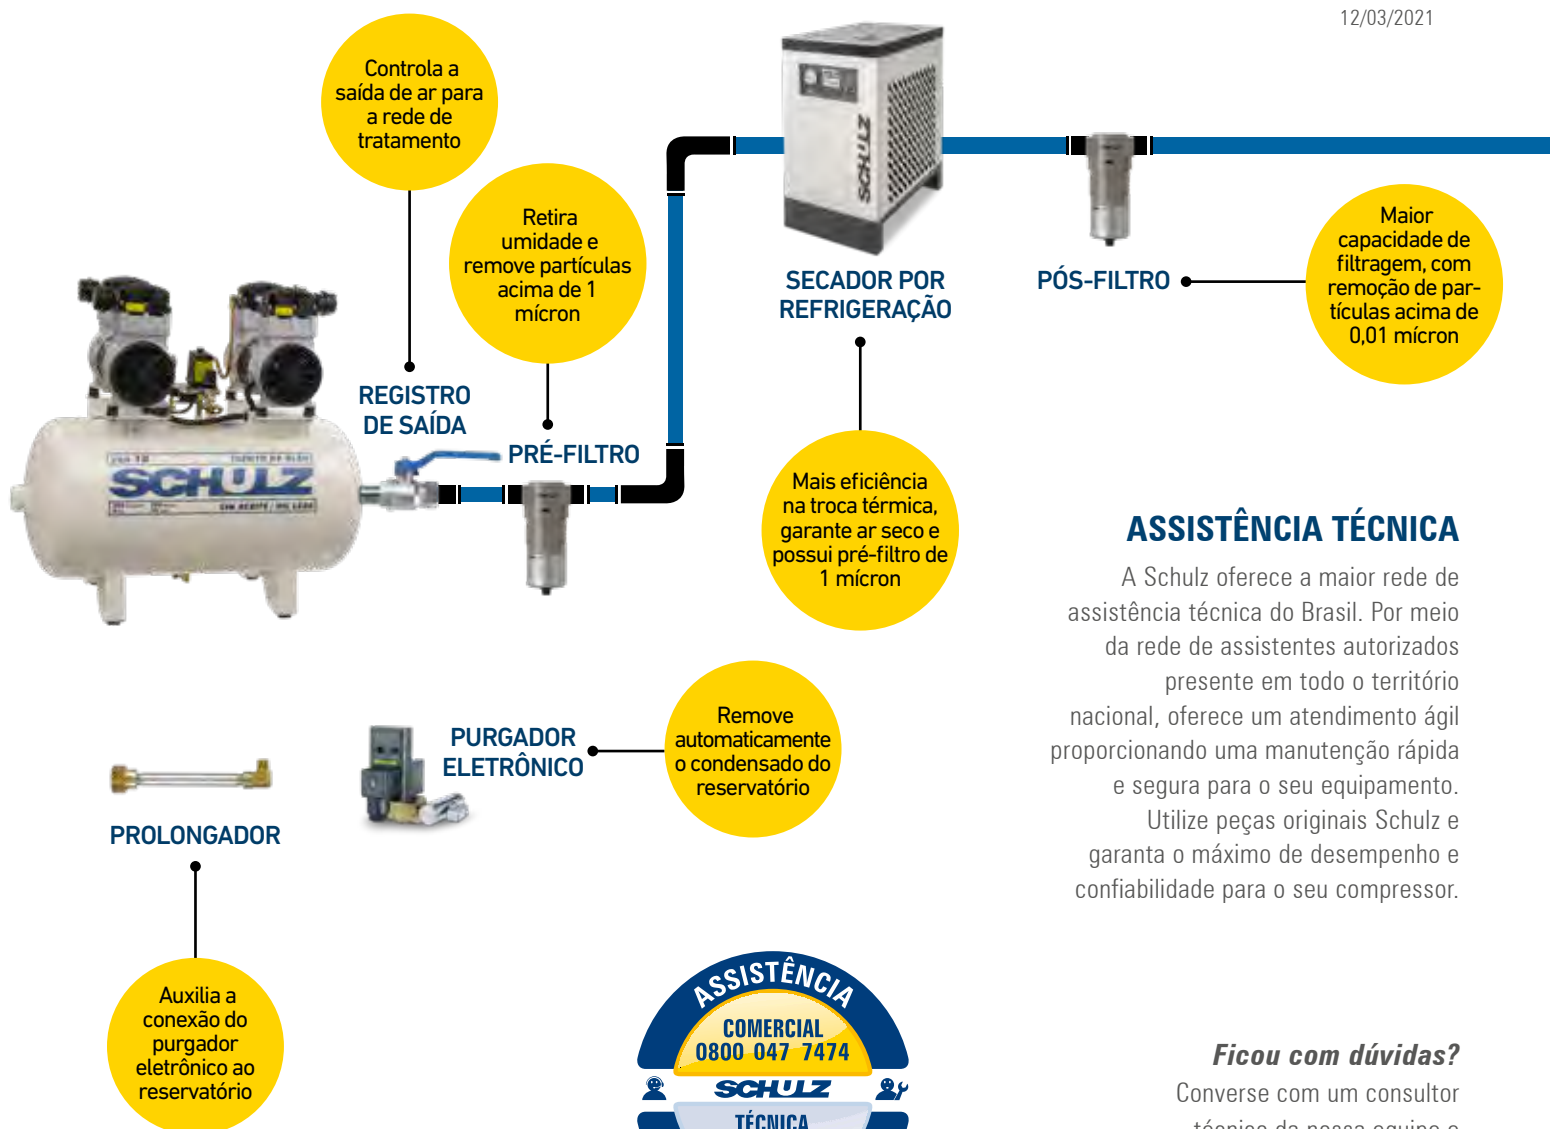 12/03/2021
Controla a
saída de ar para
a rede de
tratamento
Retira
umidade e
remove partículas
acima de 1
mícron
SCHULZ
SECADOR POR
REFRIGERAÇÃO
PÓS-FILTRO
Maior
capacidade de
filtragem, com
remoção de par-
tículas acima de
0,01 mícron
REGISTRO
DE SAÍDA
PRÉ-FILTRO
SCHULZ
Mais eficiência
na troca térmica,
garante ar seco e
possui pré-filtro de
1 mícron
ASSISTÊNCIA TÉCNICA
A Schulz oferece a maior rede de
assistência técnica do Brasil. Por meio
da rede de assistentes autorizados
presente em todo o território
nacional, oferece um atendimento ágil
proporcionando uma manutenção rápida
e segura para o seu equipamento.
Utilize peças originais Schulz e
garanta o máximo de desempenho e
confiabilidade para o seu compressor.
PURGADOR
ELETRÔNICO
Remove
automaticamente
o condensado do
reservatório
PROLONGADOR
Auxilia a
conexão do
purgador
eletrônico ao
reservatório
ASSISTÊNCIA
COMERCIAL
0800 047 7474
SCHULZ
TÉCNICA
Ficou com dúvidas?
Converse com um consultor
técnico da nossa equipe e